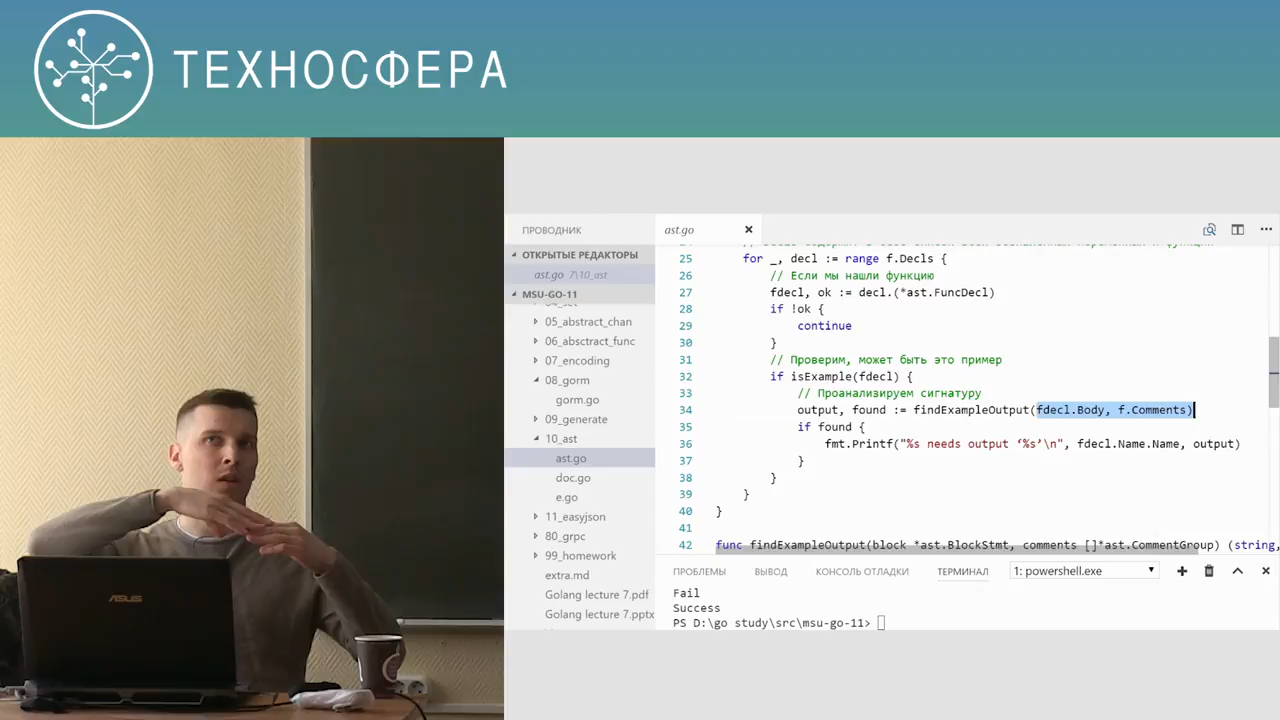 ТЕХНОСФЕРА
ПРОВОДНИК
ОТКРЫТЫЕ РЕДАКТОРЫ
ast.go 7\10_ast
MSU-GO-11
05_abstract_chan
06_absctract_func
07_encoding
08_gorm
gorm.go
09_generate
10_ast
ast.go
doc.go
e.go
11_easyjson
80_grpc
99_homework
extra.md
Golang lecture 7.pdf
Golang lecture 7.pptx
ast.go
25 for _, decl := range f.Decls {
26 // Если мы нашли функцию
27 fdecl, ok := decl.(*ast.FuncDecl)
28 if !ok {
29 continue
30 }
31 // Проверим, может быть это пример
32 if isExample(fdecl) {
33 // Проанализируем сигнатуру
34 output, found := findExampleOutput(fdecl.Body, f.Comments)
35 if found {
36 fmt.Printf("%s needs output ‘%s’\n", fdecl.Name.Name, output)
37 }
38 }
39 }
40 }
41
42 func findExampleOutput(block *ast.BlockStmt, comments []*ast.CommentGroup) (string,
ПРОБЛЕМЫ ВЫВОД КОНСОЛЬ ОТЛАДКИ ТЕРМИНАЛ 1: powershell.exe
Fail
Success
PS D:\go study\src\msu-go-11>
ASUS